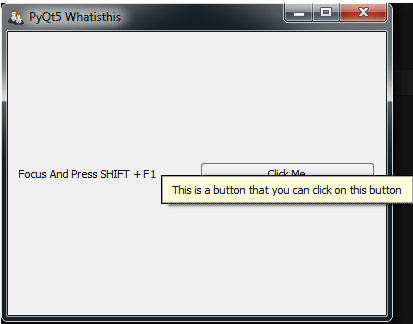 PyQt5 Whatisthis
Focus And Press SHIFT + F1
Click Me
This is a button that you can click on this button